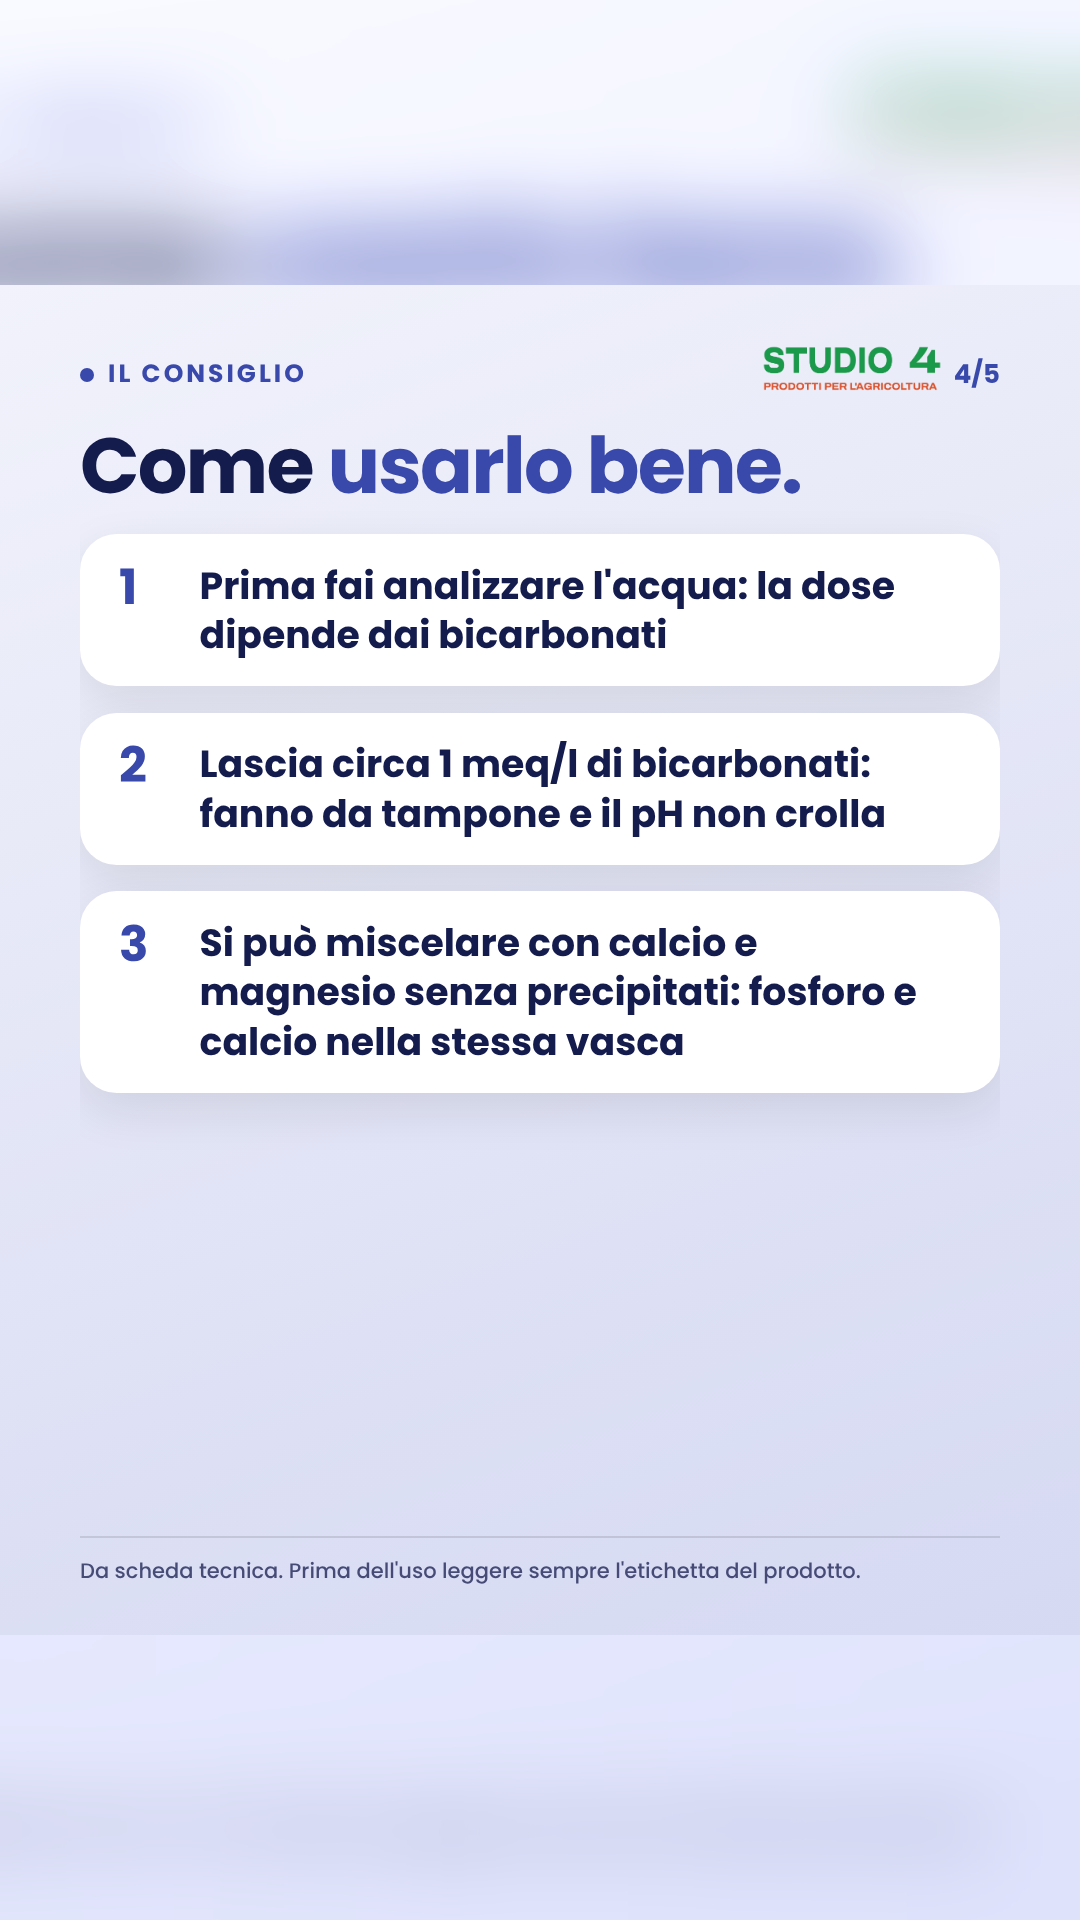 IL CONSIGLIO
STUDIO 4
PRODOTTI PER L'AGRICOLTURA
4/5
Come usarlo bene.
1
Prima fai analizzare l'acqua: la dose
dipende dai bicarbonati
2
Lascia circa 1 meq/l di bicarbonati:
fanno da tampone e il pH non crolla
3
Si può miscelare con calcio e
magnesio senza precipitati: fosforo e
calcio nella stessa vasca
Da scheda tecnica. Prima dell'uso leggere sempre l'etichetta del prodotto.